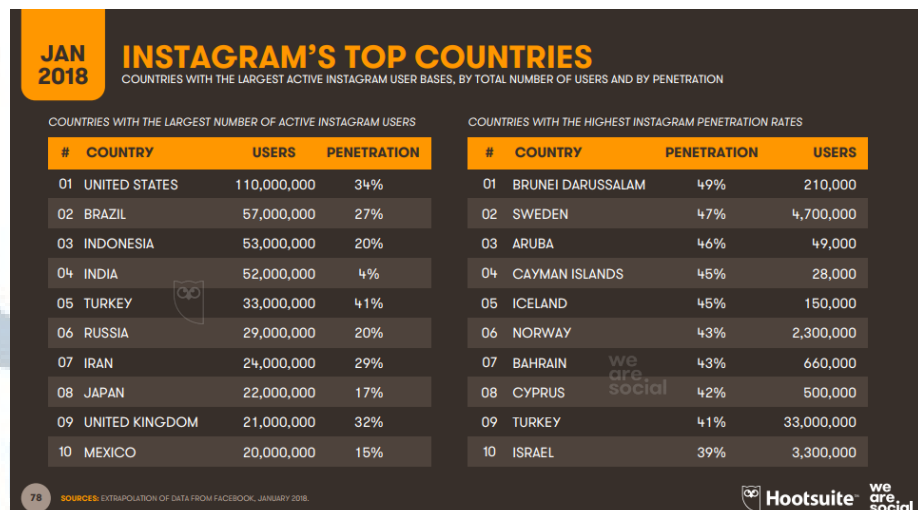 JAN
2018
INSTAGRAM'S TOP COUNTRIES
COUNTRIES WITH THE LARGEST ACTIVE INSTAGRAM USER BASES, BY TOTAL NUMBER OF USERS AND BY PENETRATION
COUNTRIES WITH THE LARGEST NUMBER OF ACTIVE INSTAGRAM USERS
# COUNTRY USERS PENETRATION
01 UNITED STATES 110,000,000 34%
02 BRAZIL 57,000,000 27%
03 INDONESIA 53,000,000 20%
04 INDIA 52,000,000 4%
05 TURKEY 33,000,000 41%
06 RUSSIA 29,000,000 20%
07 IRAN 24,000,000 29%
08 JAPAN 22,000,000 17%
09 UNITED KINGDOM 21,000,000 32%
10 MEXICO 20,000,000 15%
COUNTRIES WITH THE HIGHEST INSTAGRAM PENETRATION RATES
# COUNTRY PENETRATION USERS
01 BRUNEI DARUSSALAM 49% 210,000
02 SWEDEN 47% 4,700,000
03 ARUBA 46% 49,000
04 CAYMAN ISLANDS 45% 28,000
05 ICELAND 45% 150,000
06 NORWAY 43% 2,300,000
07 BAHRAIN 43% 660,000
08 CYPRUS 42% 500,000
09 TURKEY 41% 33,000,000
10 ISRAEL 39% 3,300,000
we
are
social
78 SOURCES: EXTRAPOLATION OF DATA FROM FACEBOOK, JANUARY 2018.
Hootsuite™
we
are
social